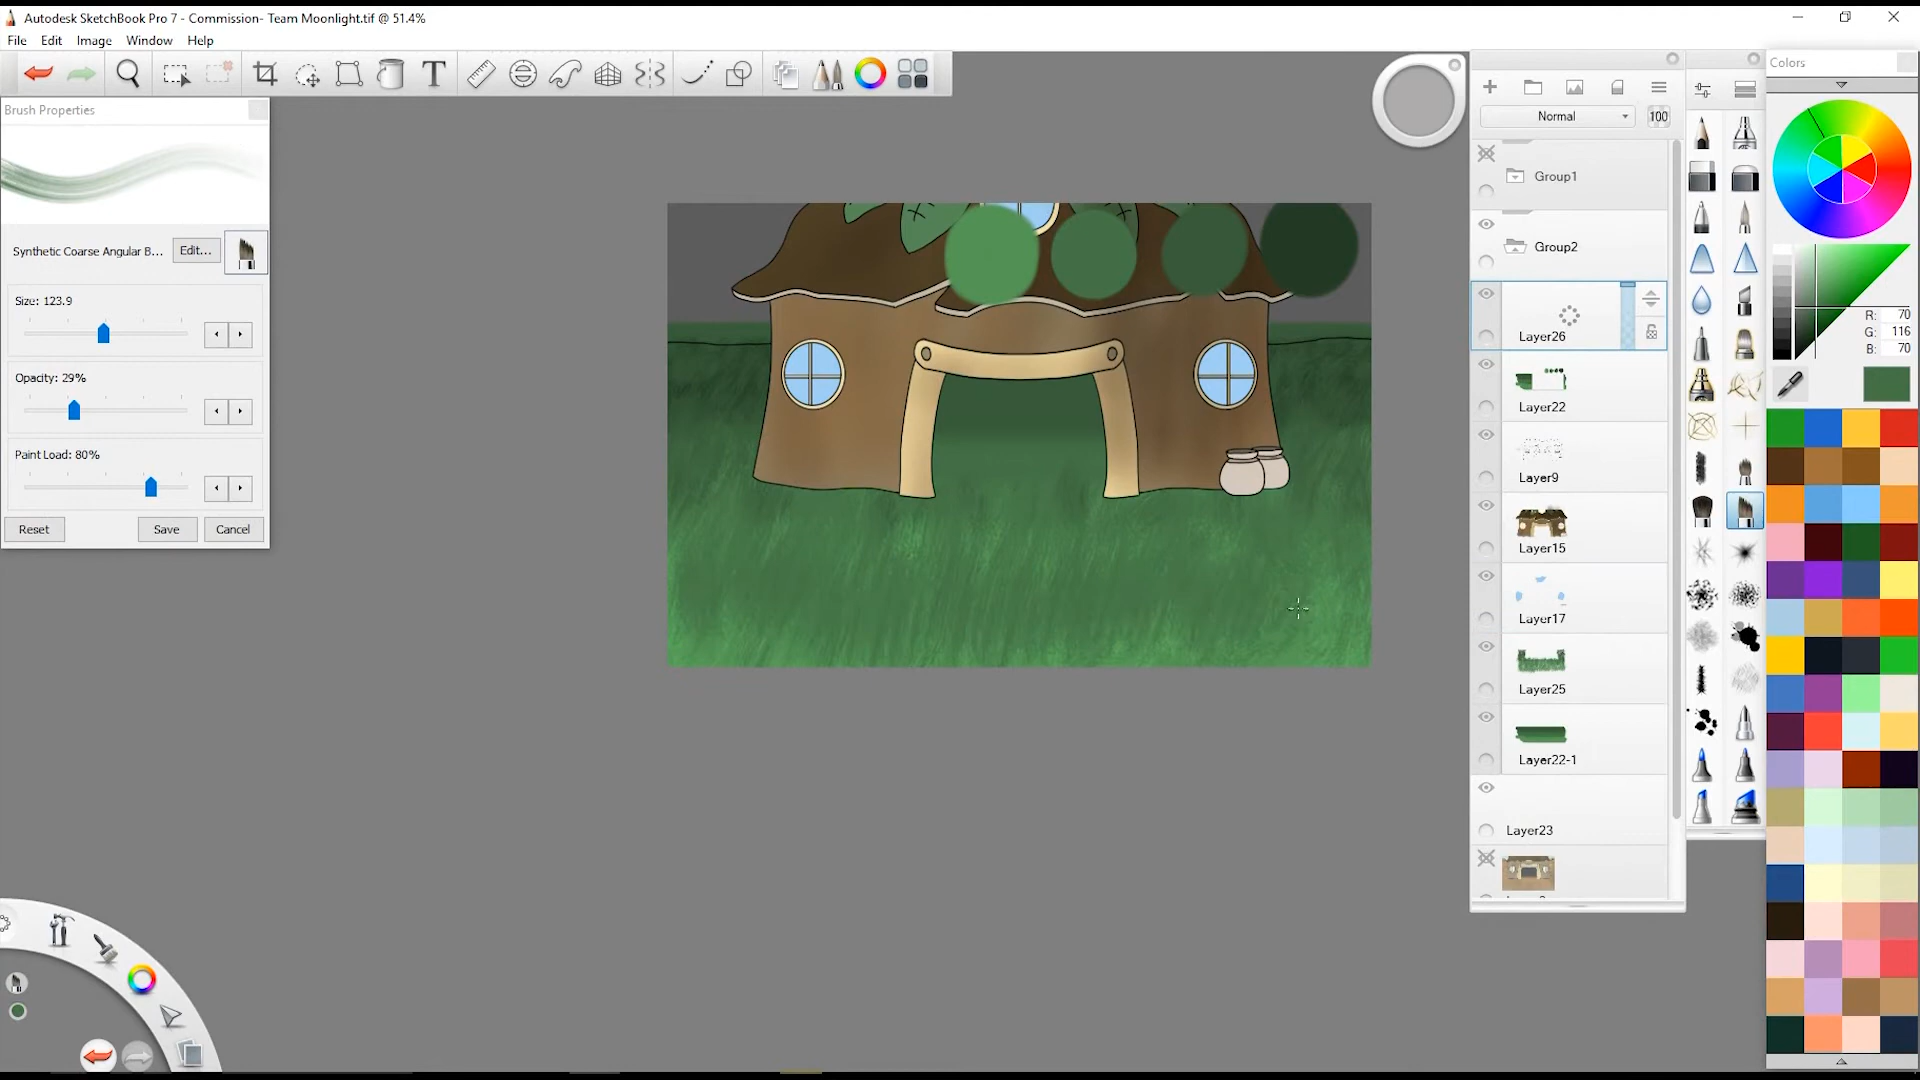 Autodesk SketchBook Pro 7 - Commission- Team Moonlight.tif @ 51.4%
File Edit Image Window Help
Brush Properties
Synthetic Coarse Angular B...
Edit...
Size: 123.9
Opacity: 29%
Paint Load: 80%
Reset Save Cancel
Normal 100
Group1
Group2
Layer26
Layer22
Layer9
Layer15
Layer17
Layer25
Layer22-1
Layer23
Colors
R: 70
G: 116
B: 70